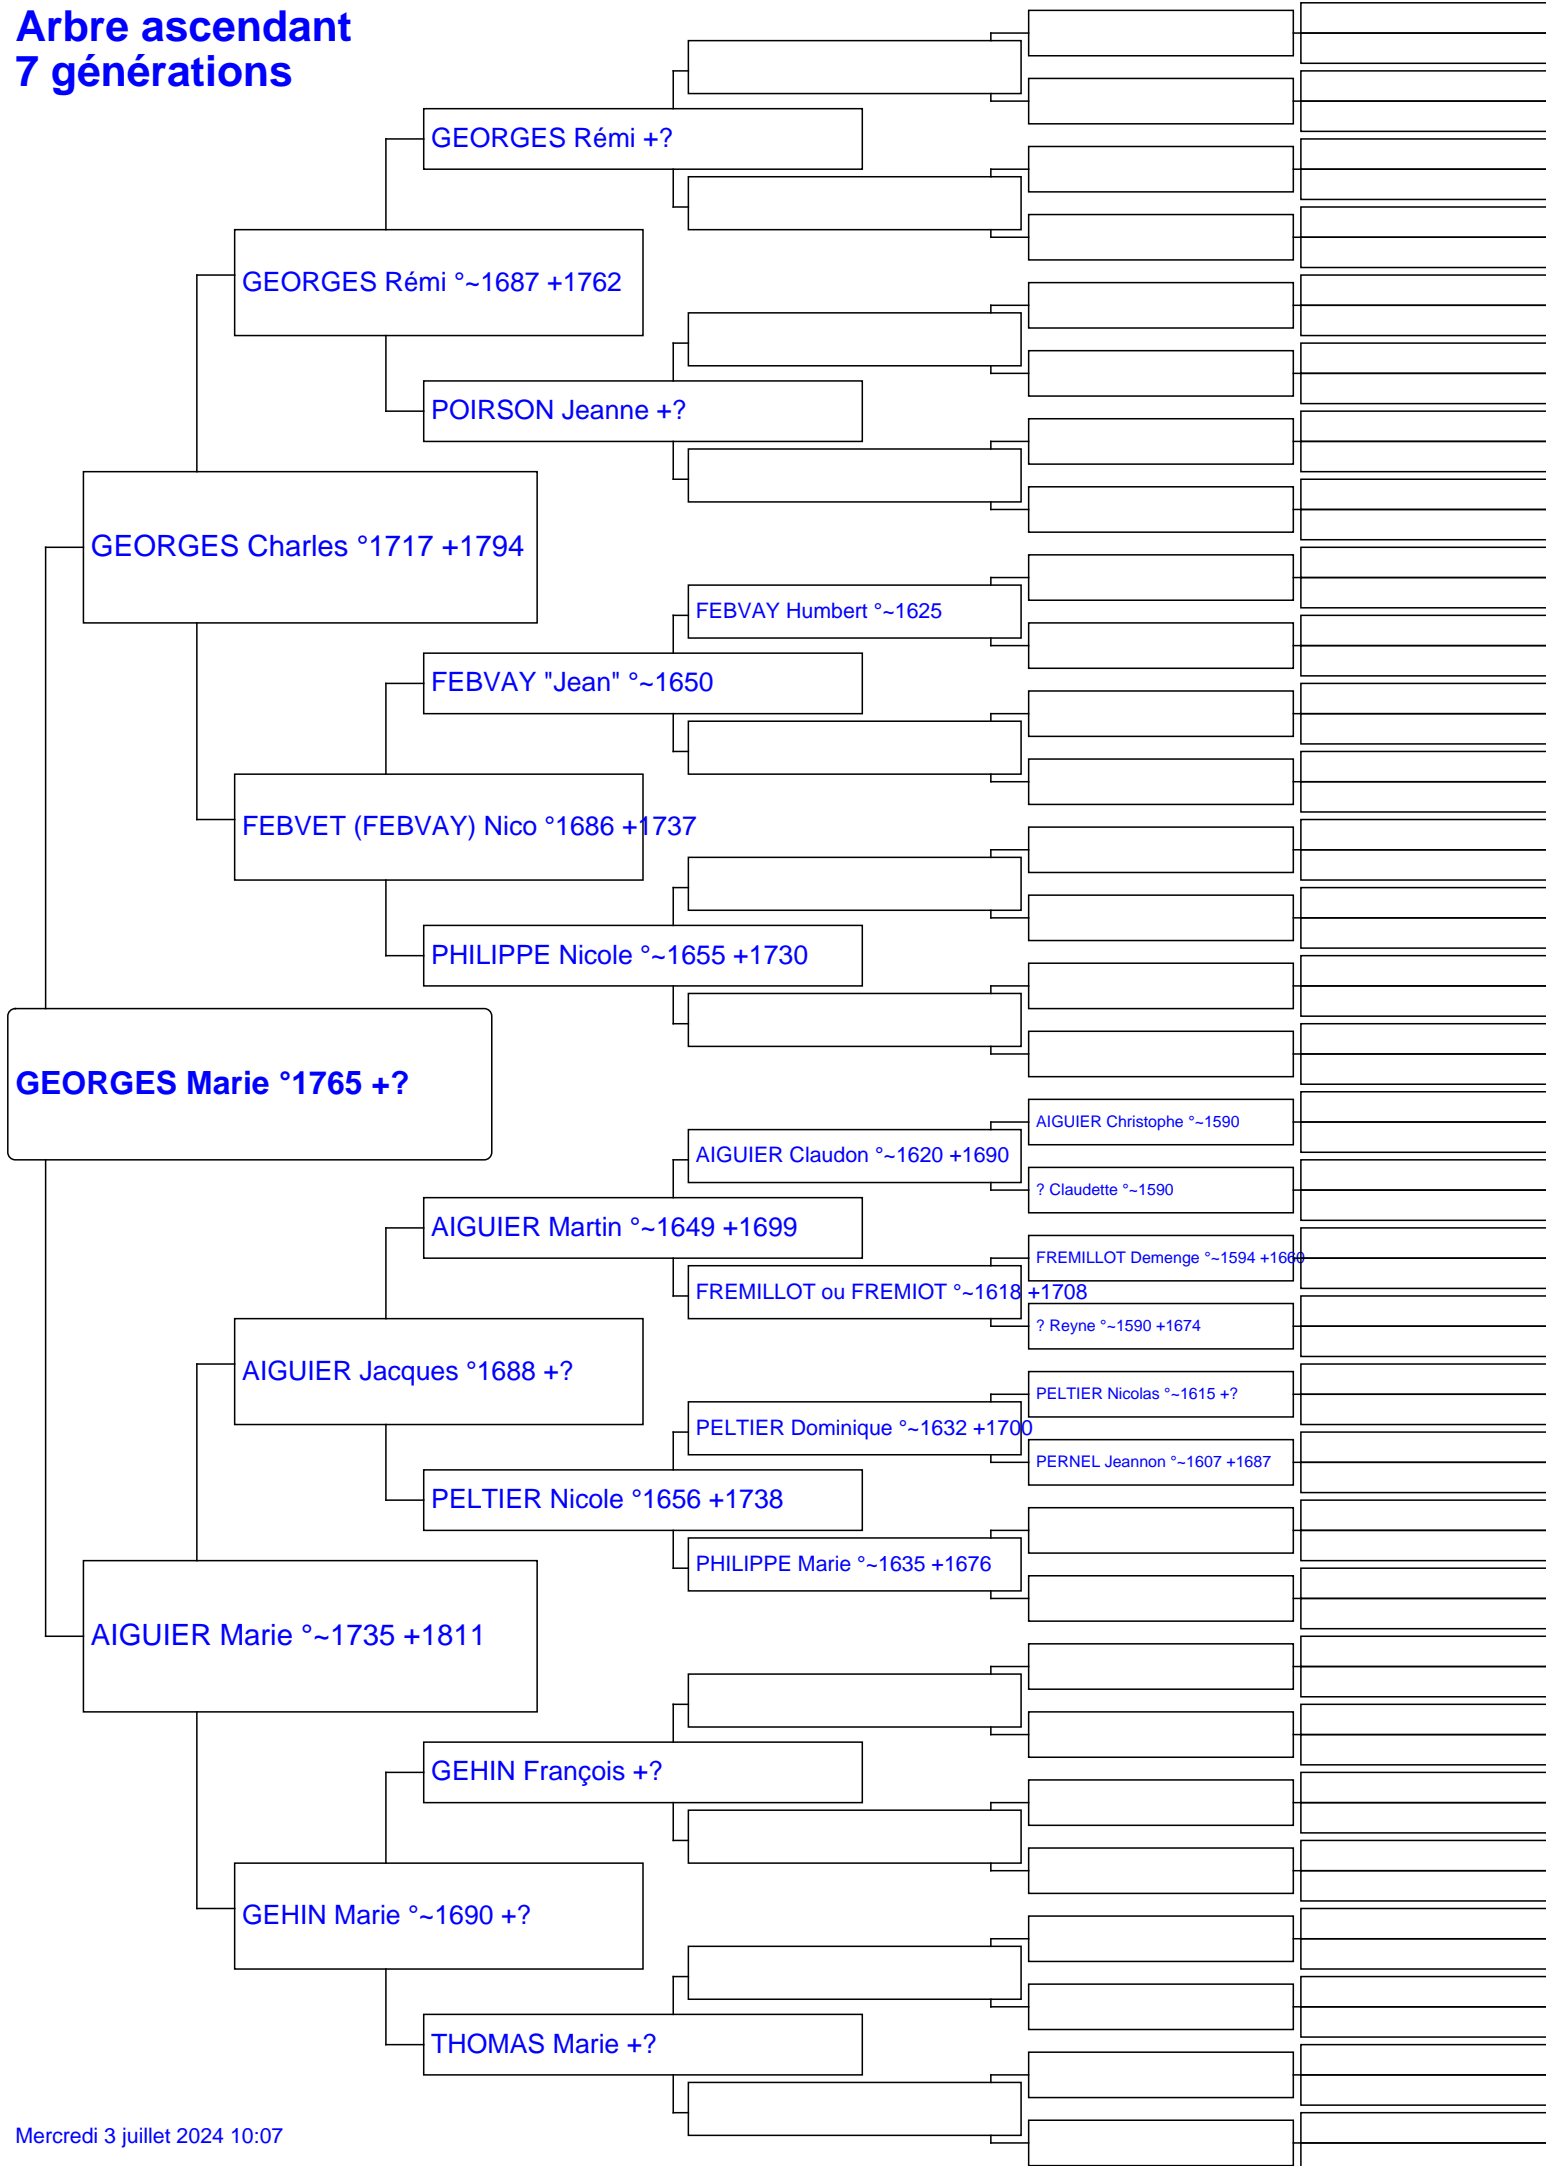 Arbre ascendant
7 générations
GEORGES Rémi +?
GEORGES Rémi °~1687 +1762
POIRSON Jeanne +?
GEORGES Charles °1717 +1794
FEBVAY Humbert °~1625
FEBVAY "Jean" °~1650
FEBVET (FEBVAY) Nico °1686 +1737
PHILIPPE Nicole °~1655 +1730
GEORGES Marie °1765 +?
AIGUIER Christophe °~1590
AIGUIER Claudon °~1620 +1690
? Claudette °~1590
AIGUIER Martin °~1649 +1699
FREMILLOT Demenge °~1594 +1660
FREMILLOT ou FREMIOT °~1618 +1708
? Reyne °~1590 +1674
AIGUIER Jacques °1688 +?
PELTIER Nicolas °~1615 +?
PELTIER Dominique °~1632 +1700
PERNEL Jeannon °~1607 +1687
PELTIER Nicole °1656 +1738
PHILIPPE Marie °~1635 +1676
AIGUIER Marie °~1735 +1811
GEHIN François +?
GEHIN Marie °~1690 +?
THOMAS Marie +?
Mercredi 3 juillet 2024 10:07